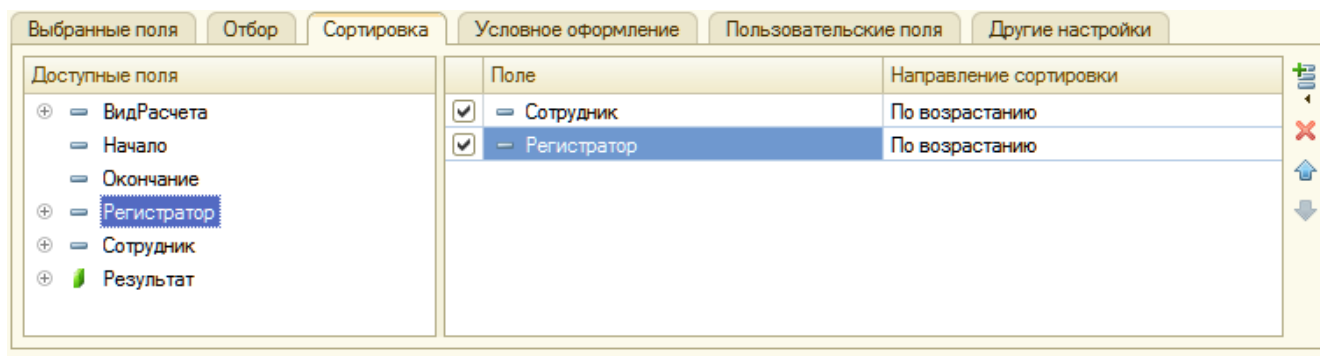 Выбранные поля Отбор Сортировка Условное оформление Пользовательские поля Другие настройки
Доступные поля Поле Направление сортировки
ВидРасчета Сотрудник По возрастанию
Начало Регистратор По возрастанию
Окончание
Регистратор
Сотрудник
Результат